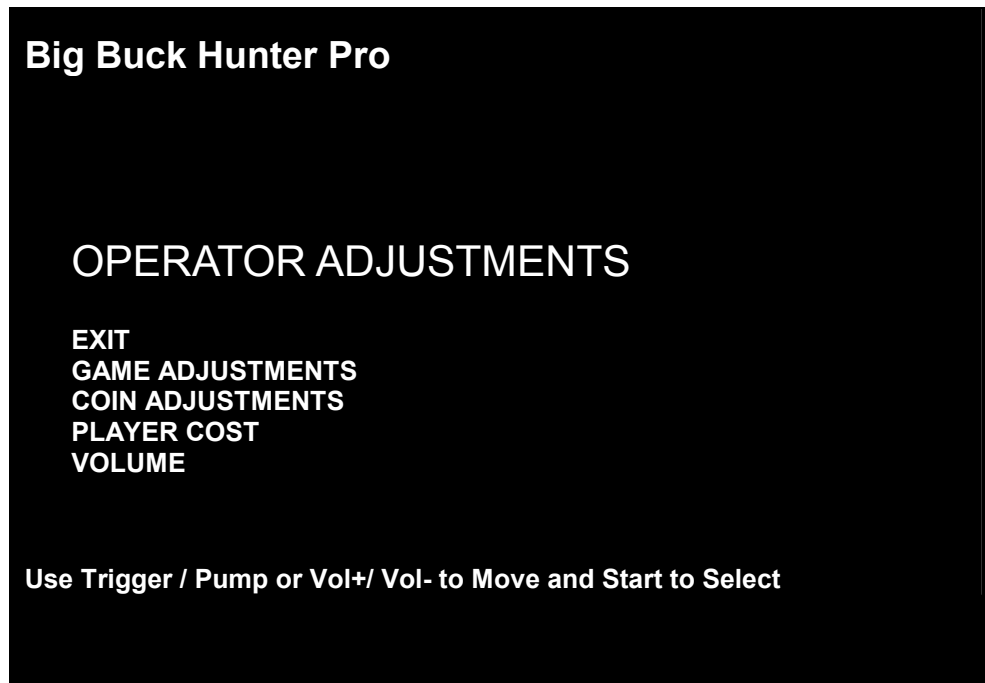 Big Buck Hunter Pro
OPERATOR ADJUSTMENTS
EXIT
GAME ADJUSTMENTS
COIN ADJUSTMENTS
PLAYER COST
VOLUME
Use Trigger / Pump or Vol+/ Vol- to Move and Start to Select